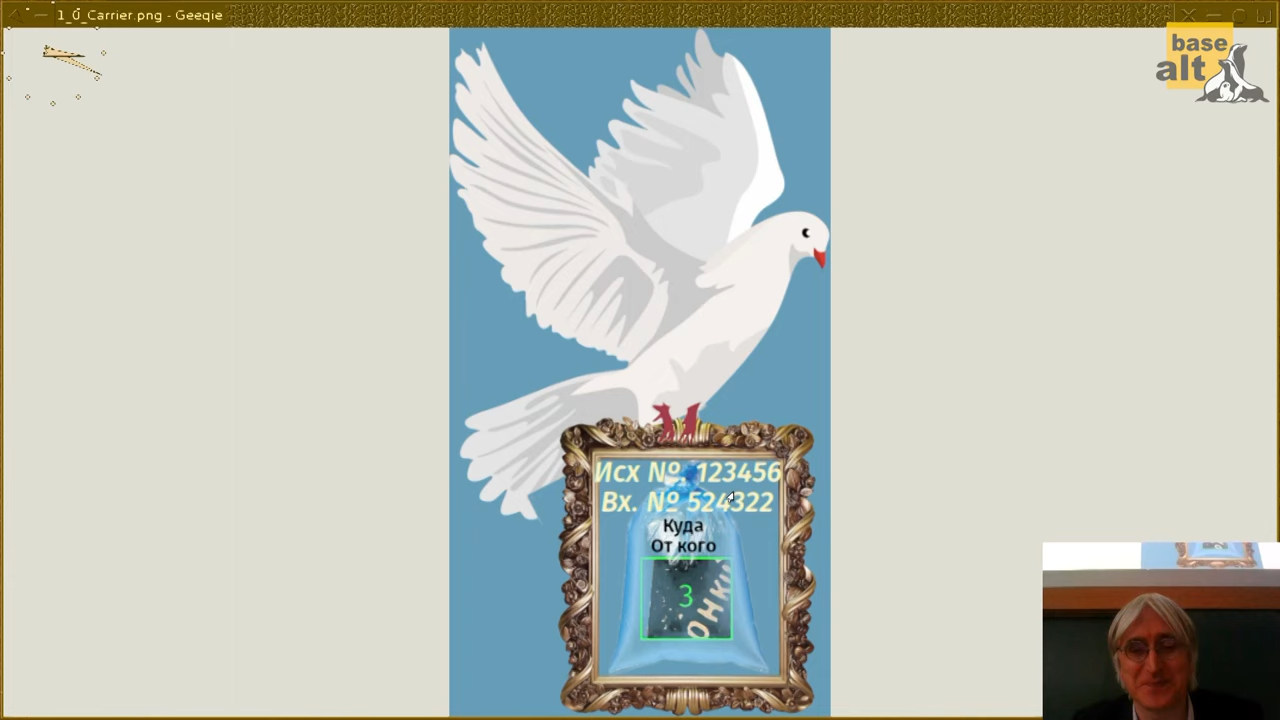 1_0_Carrier.png - Geeqie
base
alt
Исх №. 123456
Вх. № 524322
Куда
От кого
3